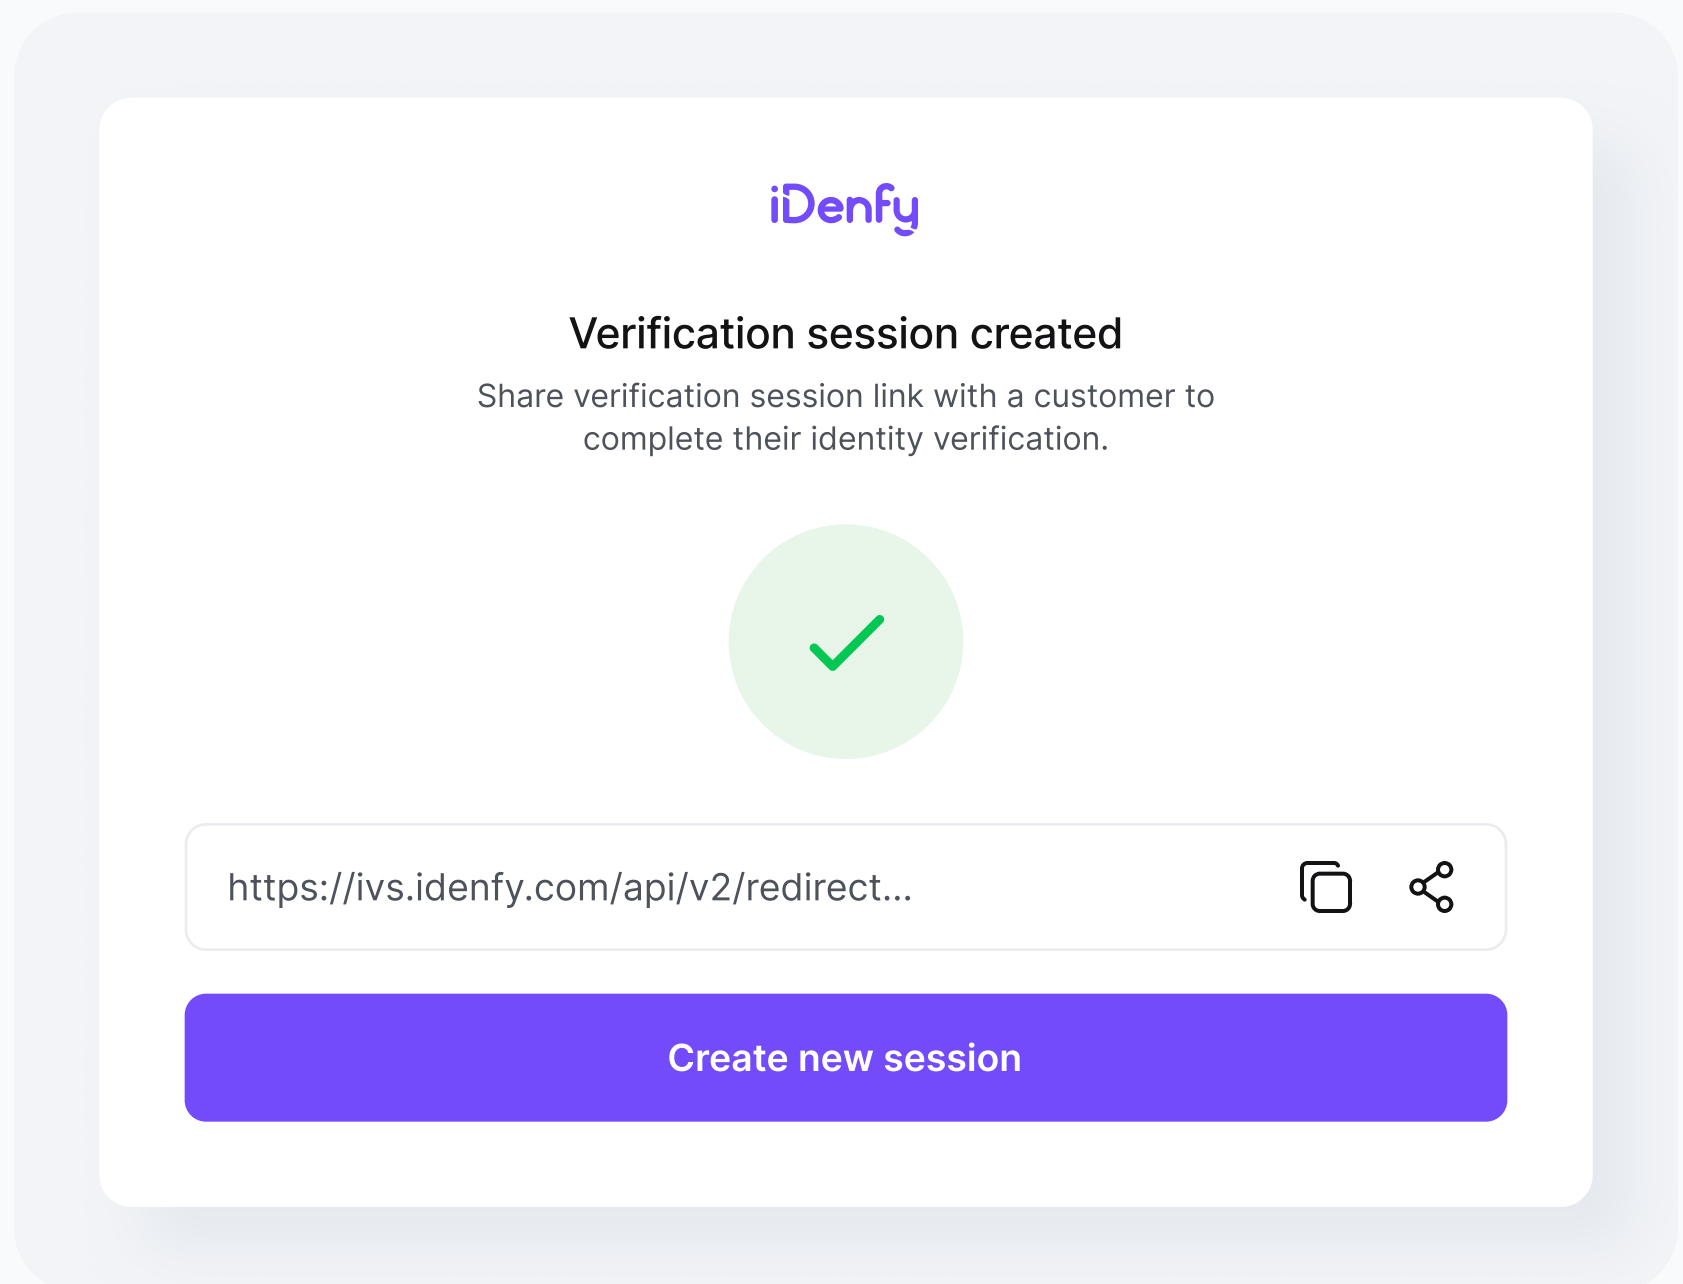 iDenfy
Verification session created
Share verification session link with a customer to
complete their identity verification.
https://ivs.idenfy.com/api/v2/redirect...
Create new session